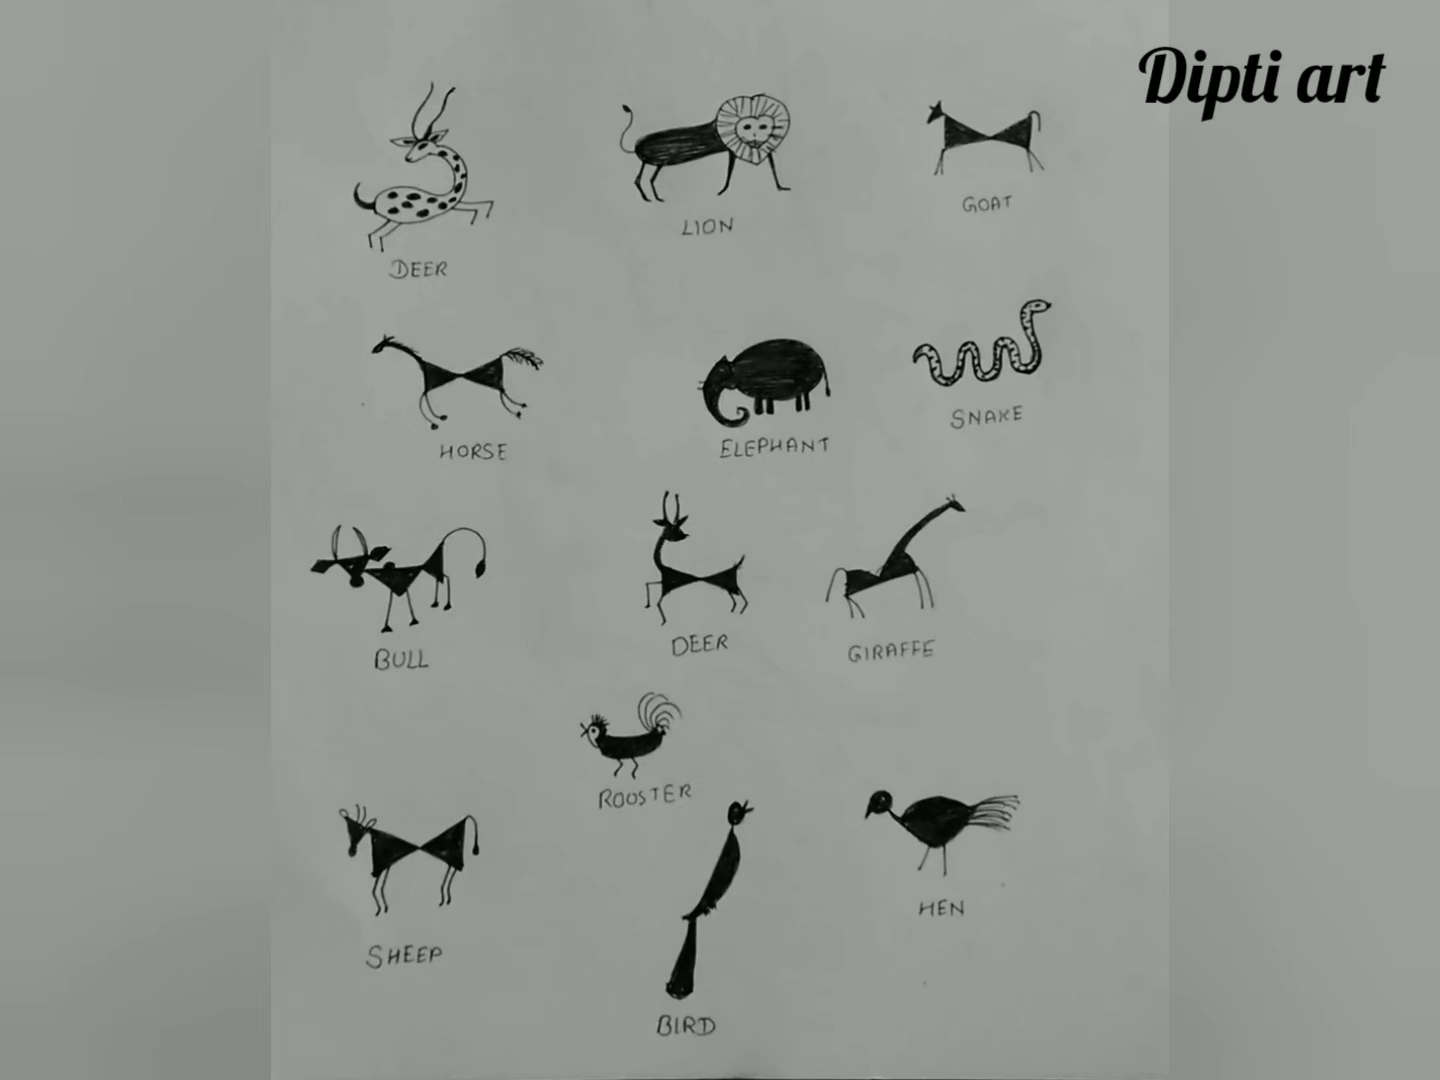 Dipti art
DEER
LION
GOAT
HORSE
ELEPHANT
SNAKE
BULL
DEER
GIRAFFE
ROOSTER
SHEEP
BIRD
HEN